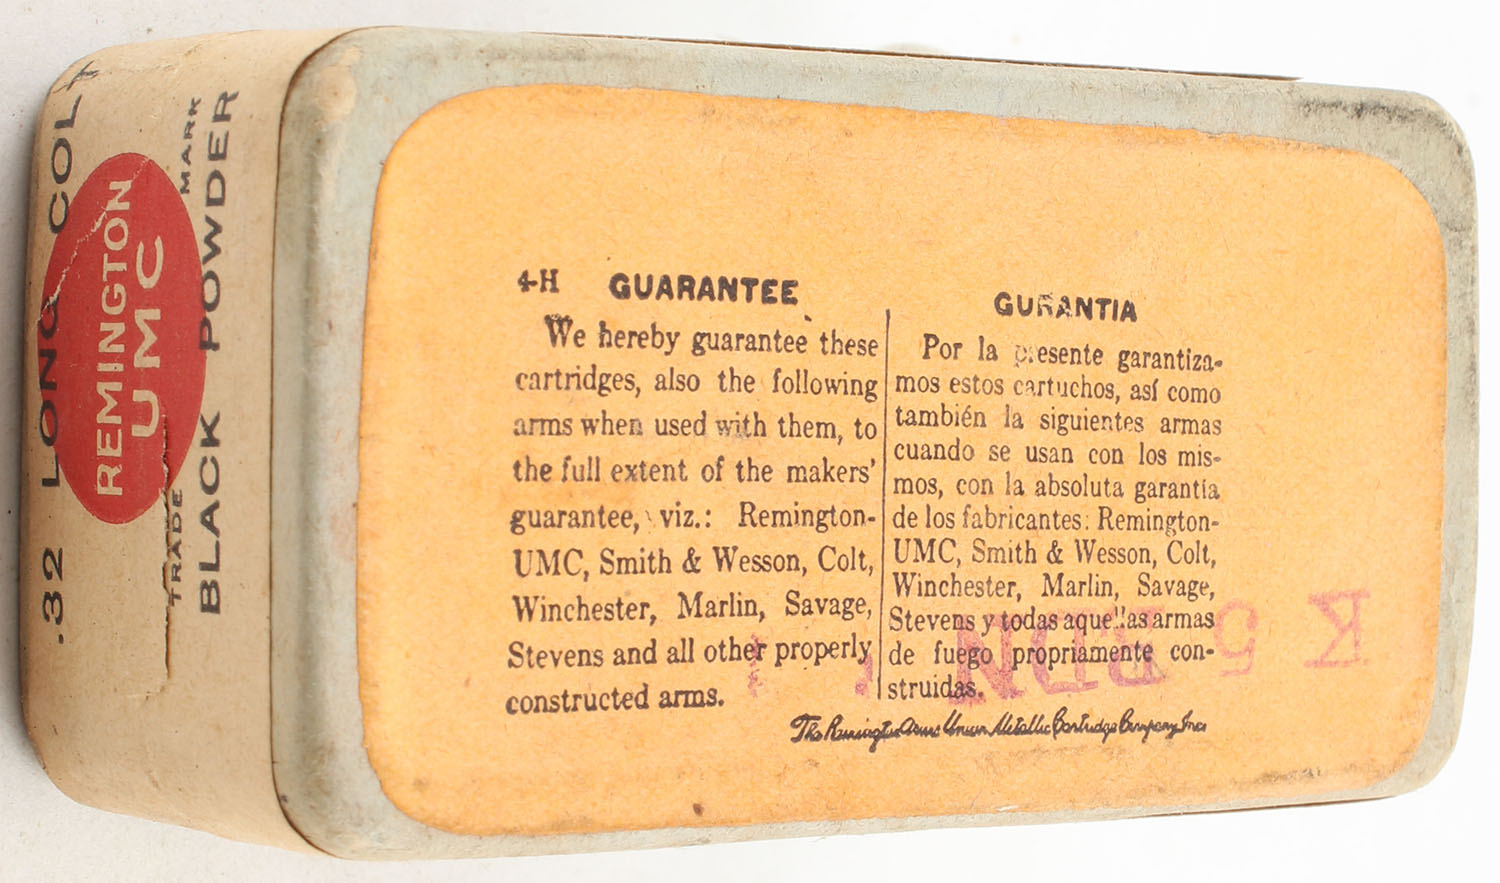 .32 LONG COLT
REMINGTON
UMC
TRADE MARK
BLACK POWDER
4-H GUARANTEE
We hereby guarantee these
cartridges, also the following
arms when used with them, to
the full extent of the makers'
guarantee, viz.: Remington-
UMC, Smith & Wesson, Colt,
Winchester, Marlin, Savage,
Stevens and all other properly
constructed arms.
GURANTIA
Por la presente garantiza-
mos estos cartuchos, así como
también la siguientes armas
cuando se usan con los mis-
mos, con la absoluta garantía
de los fabricantes: Remington-
UMC, Smith & Wesson, Colt,
Winchester, Marlin, Savage,
Stevens y todas aquellas armas
de fuego propriamente con-
struidas.
The Remington Arms Union Metallic Cartridge Company Inc
K 5